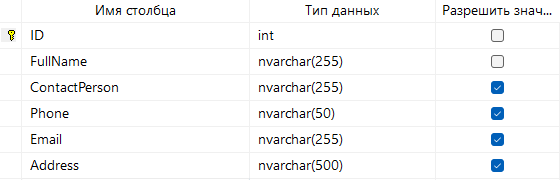 Имя столбца Тип данных Разрешить знач...
ID int
FullName nvarchar(255)
ContactPerson nvarchar(255)
Phone nvarchar(50)
Email nvarchar(255)
Address nvarchar(500)